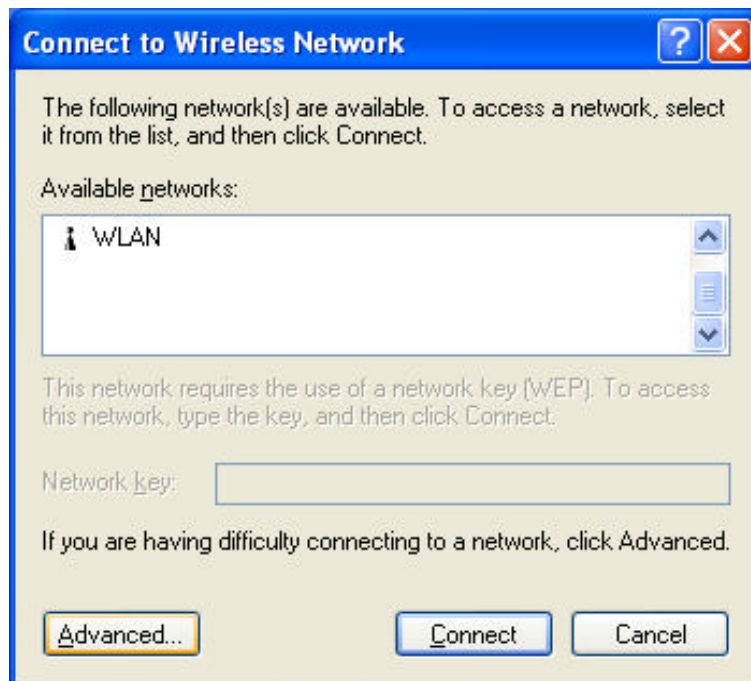 Connect to Wireless Network
The following network(s) are available. To access a network, select
it from the list, and then click Connect.
Available networks:
WLAN
This network requires the use of a network key (WEP). To access
this network, type the key, and then click Connect.
Network key:
If you are having difficulty connecting to a network, click Advanced.
Advanced... Connect Cancel